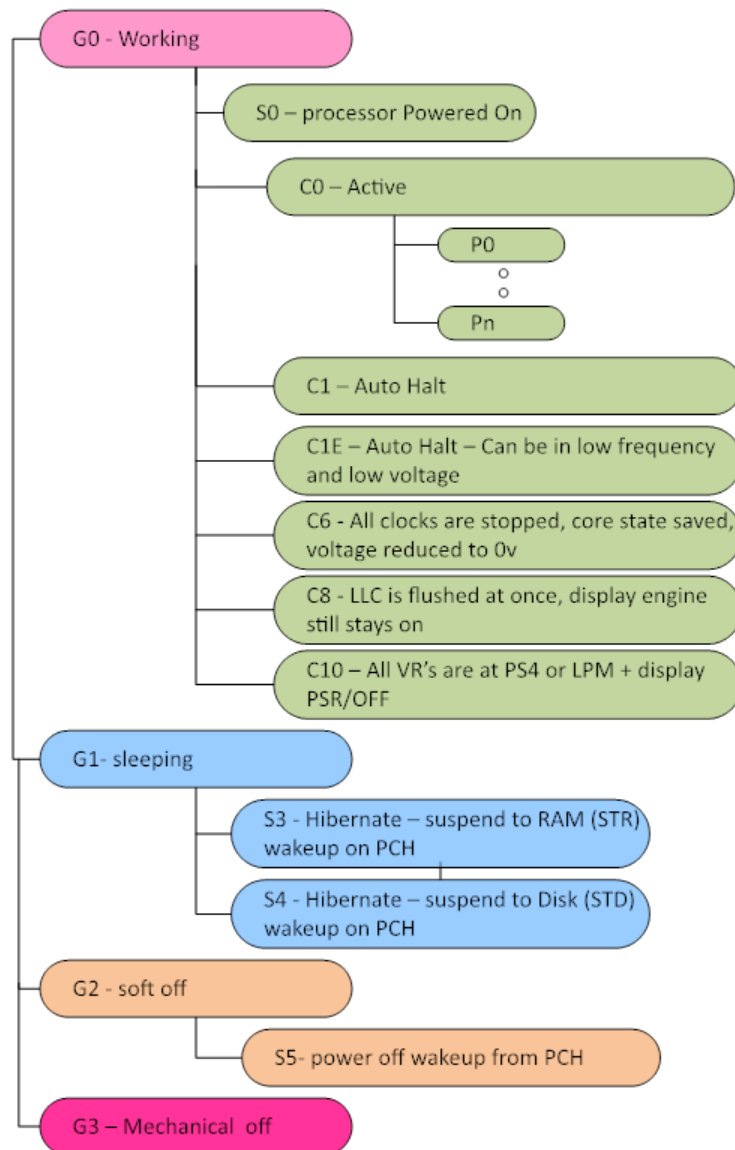 G0 - Working
S0 – processor Powered On
C0 – Active
P0
Pn
C1 – Auto Halt
C1E – Auto Halt – Can be in low frequency
and low voltage
C6 - All clocks are stopped, core state saved,
voltage reduced to 0v
C8 - LLC is flushed at once, display engine
still stays on
C10 – All VR's are at PS4 or LPM + display
PSR/OFF
G1- sleeping
S3 - Hibernate – suspend to RAM (STR)
wakeup on PCH
S4 - Hibernate – suspend to Disk (STD)
wakeup on PCH
G2 - soft off
S5- power off wakeup from PCH
G3 – Mechanical off